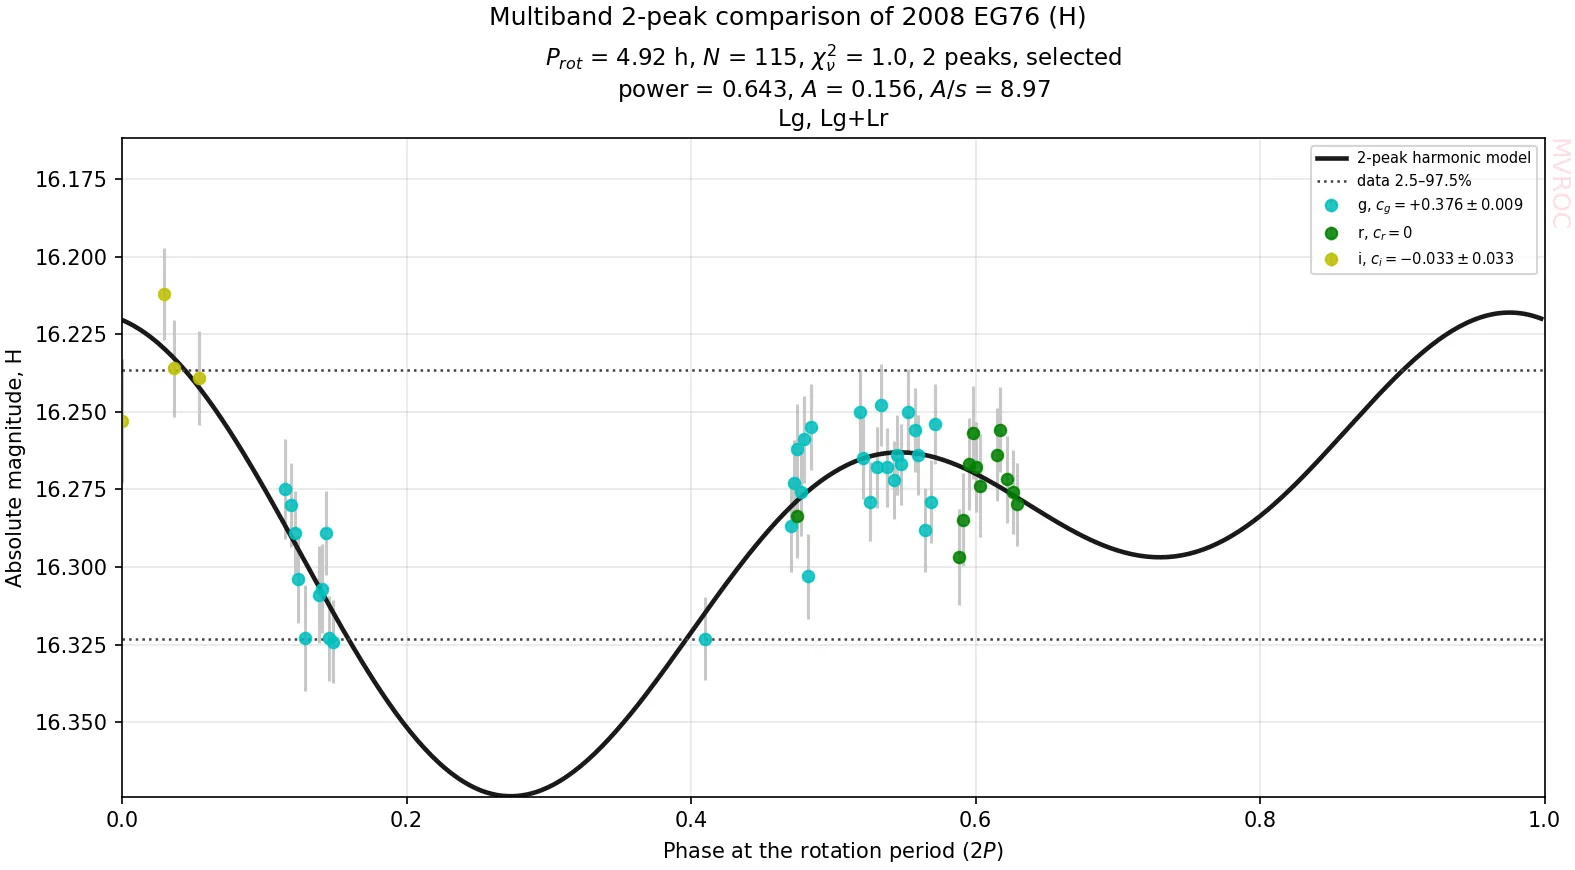 Multiband 2-peak comparison of 2008 EG76 (H)
P_rot = 4.92 h, N = 115, χ²_ν = 1.0, 2 peaks, selected
power = 0.643, A = 0.156, A/s = 8.97
Lg, Lg+Lr
2-peak harmonic model
data 2.5–97.5%
g, c_g = +0.376 ± 0.009
r, c_r = 0
i, c_i = −0.033 ± 0.033
MVROC
Absolute magnitude, H
16.175
16.200
16.225
16.250
16.275
16.300
16.325
16.350
0.0 0.2 0.4 0.6 0.8 1.0
Phase at the rotation period (2P)